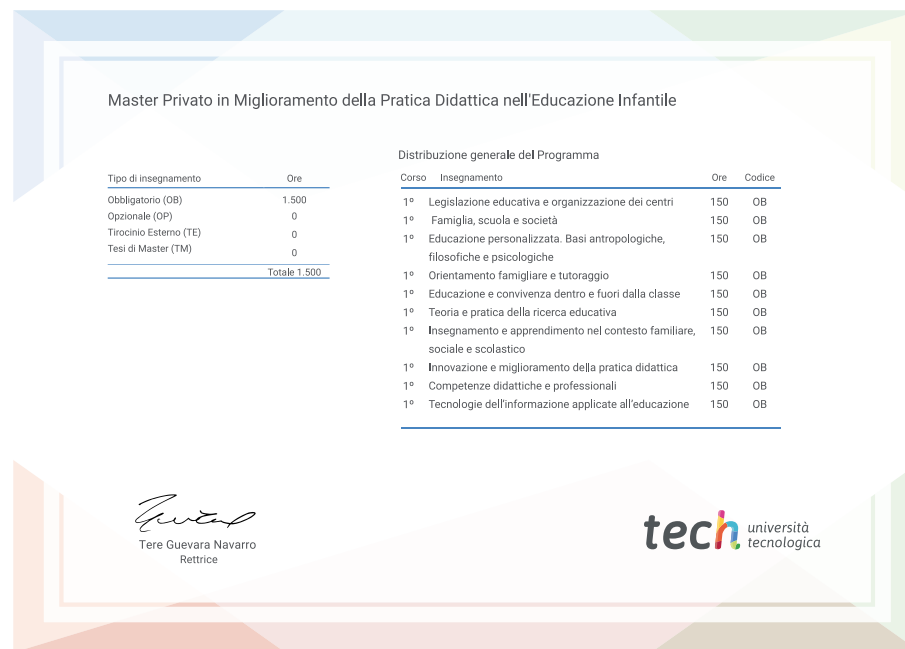 Master Privato in Miglioramento della Pratica Didattica nell'Educazione Infantile
Tipo di insegnamento Ore
Obbligatorio (OB) 1.500
Opzionale (OP) 0
Tirocinio Esterno (TE) 0
Tesi di Master (TM) 0
Totale 1.500
Distribuzione generale del Programma
Corso Insegnamento Ore Codice
1º Legislazione educativa e organizzazione dei centri 150 OB
1º Famiglia, scuola e società 150 OB
1º Educazione personalizzata. Basi antropologiche, 150 OB
filosofiche e psicologiche
1º Orientamento famigliare e tutoraggio 150 OB
1º Educazione e convivenza dentro e fuori dalla classe 150 OB
1º Teoria e pratica della ricerca educativa 150 OB
1º Insegnamento e apprendimento nel contesto familiare, 150 OB
sociale e scolastico
1º Innovazione e miglioramento della pratica didattica 150 OB
1º Competenze didattiche e professionali 150 OB
1º Tecnologie dell'informazione applicate all'educazione 150 OB
Tere Guevara Navarro
Rettrice
tech università
tecnologica